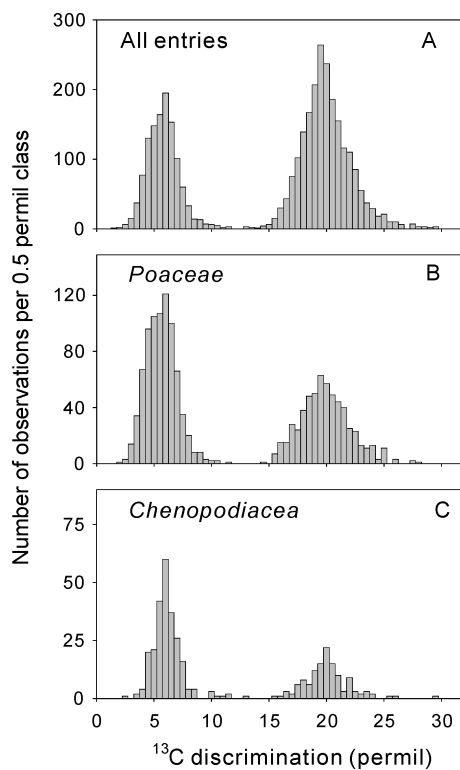 300
All entries
A
200
100
0
Poaceae
B
120
80
40
0
Chenopodiacea
C
75
50
25
0
0 5 10 15 20 25 30
¹³C discrimination (permil)
Number of observations per 0.5 permil class